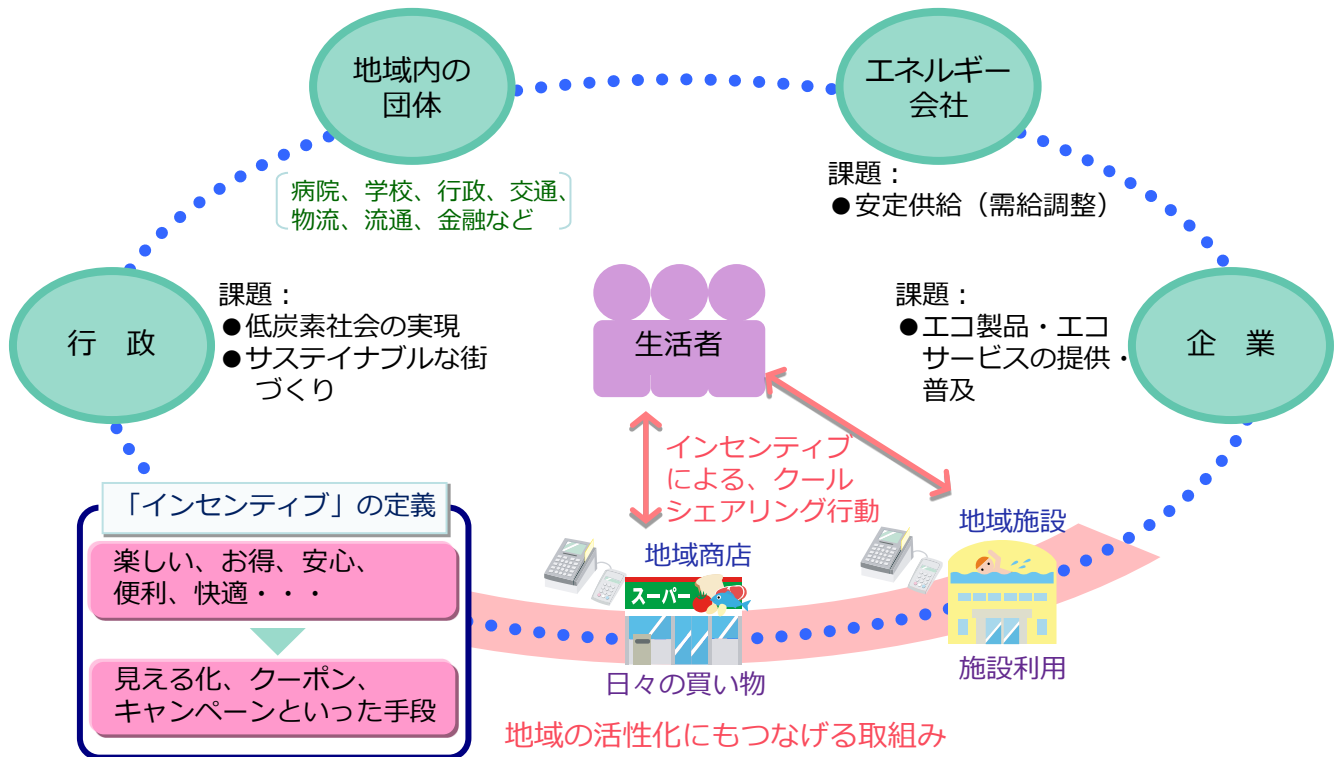 地域内の
団体
エネルギー
会社
病院、学校、行政、交通、
物流、流通、金融など
課題：
●安定供給（需給調整）
行　政
課題：
●低炭素社会の実現
●サステイナブルな街
づくり
生活者
課題：
●エコ製品・エコ
サービスの提供・
普及
企　業
インセンティブ
による、クール
シェアリング行動
「インセンティブ」の定義
楽しい、お得、安心、
便利、快適・・・
見える化、クーポン、
キャンペーンといった手段
地域商店
スーパー
日々の買い物
地域施設
施設利用
地域の活性化にもつなげる取組み